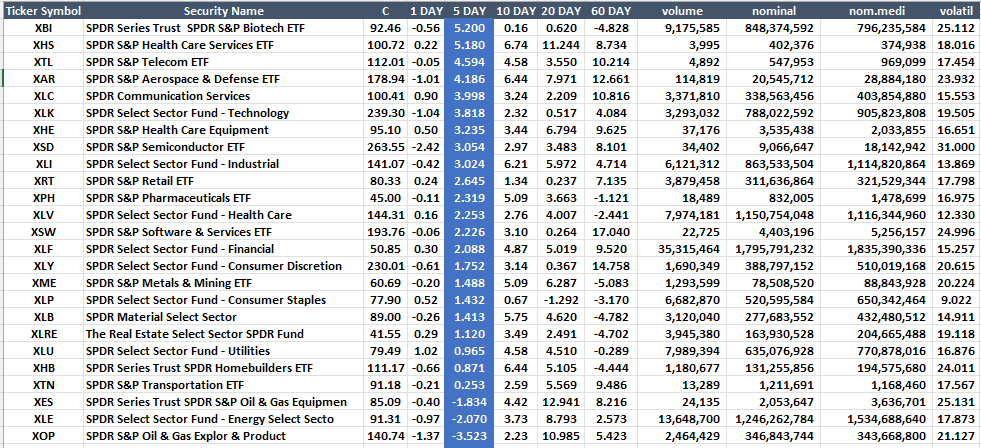 Ticker Symbol Security Name C 1 DAY 5 DAY 10 DAY 20 DAY 60 DAY volume nominal nom.medi volatil
XBI SPDR Series Trust SPDR S&P Biotech ETF 92.46 -0.56 5.200 0.16 0.620 -4.828 9,175,585 848,374,592 796,235,584 25.112
XHS SPDR S&P Health Care Services ETF 100.72 0.22 5.180 6.74 11.244 8.734 3,995 402,376 374,938 18.016
XTL SPDR S&P Telecom ETF 112.01 -0.05 4.594 4.58 3.550 10.214 4,892 547,953 969,099 17.454
XAR SPDR S&P Aerospace & Defense ETF 178.94 -1.01 4.186 6.44 7.971 12.661 114,819 20,545,712 28,884,180 23.932
XLC SPDR Communication Services 100.41 0.90 3.998 3.24 2.209 10.816 3,371,810 338,563,456 403,854,880 15.553
XLK SPDR Select Sector Fund - Technology 239.30 -1.04 3.818 2.32 0.517 4.084 3,293,032 788,022,592 905,823,808 19.505
XHE SPDR S&P Health Care Equipment 95.10 0.50 3.235 3.44 6.794 9.625 37,176 3,535,438 2,033,855 16.651
XSD SPDR S&P Semiconductor ETF 263.55 -2.42 3.054 2.97 3.483 8.101 34,402 9,066,647 18,142,942 31.000
XLI SPDR Select Sector Fund - Industrial 141.07 -0.42 3.024 6.21 5.972 4.714 6,121,312 863,533,504 1,114,820,864 13.869
XRT SPDR S&P Retail ETF 80.33 0.24 2.645 1.34 0.237 7.135 3,879,458 311,636,864 321,529,344 17.798
XPH SPDR S&P Pharmaceuticals ETF 45.00 -0.11 2.319 5.09 3.663 -1.121 18,489 832,005 1,478,699 16.975
XLV SPDR Select Sector Fund - Health Care 144.31 0.16 2.253 2.76 4.007 -2.441 7,974,181 1,150,754,048 1,116,344,960 12.330
XSW SPDR S&P Software & Services ETF 193.76 -0.06 2.226 3.10 0.264 17.040 22,725 4,403,196 5,256,157 24.996
XLF SPDR Select Sector Fund - Financial 50.85 0.30 2.088 4.87 5.019 9.520 35,315,464 1,795,791,232 1,835,390,336 15.257
XLY SPDR Select Sector Fund - Consumer Discretion 230.01 -0.61 1.752 3.14 0.367 14.758 1,690,349 388,797,152 510,019,168 20.615
XME SPDR S&P Metals & Mining ETF 60.69 -0.20 1.488 5.09 6.287 -5.083 1,293,599 78,508,520 88,843,928 20.224
XLP SPDR Select Sector Fund - Consumer Staples 77.90 0.52 1.432 0.67 -1.292 -3.170 6,682,870 520,595,584 650,342,464 9.022
XLB SPDR Material Select Sector 89.00 -0.26 1.413 5.75 4.620 -4.782 3,120,040 277,683,552 432,480,512 14.911
XLRE The Real Estate Select Sector SPDR Fund 41.55 0.29 1.120 3.49 2.491 -4.702 3,945,380 163,930,528 204,665,488 19.118
XLU SPDR Select Sector Fund - Utilities 79.49 1.02 0.965 4.58 4.510 -0.289 7,989,394 635,076,928 770,878,016 16.876
XHB SPDR Series Trust SPDR Homebuilders ETF 111.17 -0.66 0.871 6.44 5.105 -4.444 1,180,677 131,255,856 194,575,680 24.011
XTN SPDR S&P Transportation ETF 91.18 -0.21 0.253 2.59 5.569 9.486 13,289 1,211,691 1,168,460 17.567
XES SPDR Series Trust SPDR S&P Oil & Gas Equipmen 85.09 -0.40 -1.834 4.42 12.941 8.216 24,135 2,053,647 3,636,701 25.131
XLE SPDR Select Sector Fund - Energy Select Secto 91.31 -0.97 -2.070 3.73 8.793 2.573 13,648,700 1,246,262,784 1,534,688,640 17.873
XOP SPDR S&P Oil & Gas Explor & Product 140.74 -1.37 -3.523 2.23 10.985 5.423 2,464,429 346,843,744 343,668,800 21.127